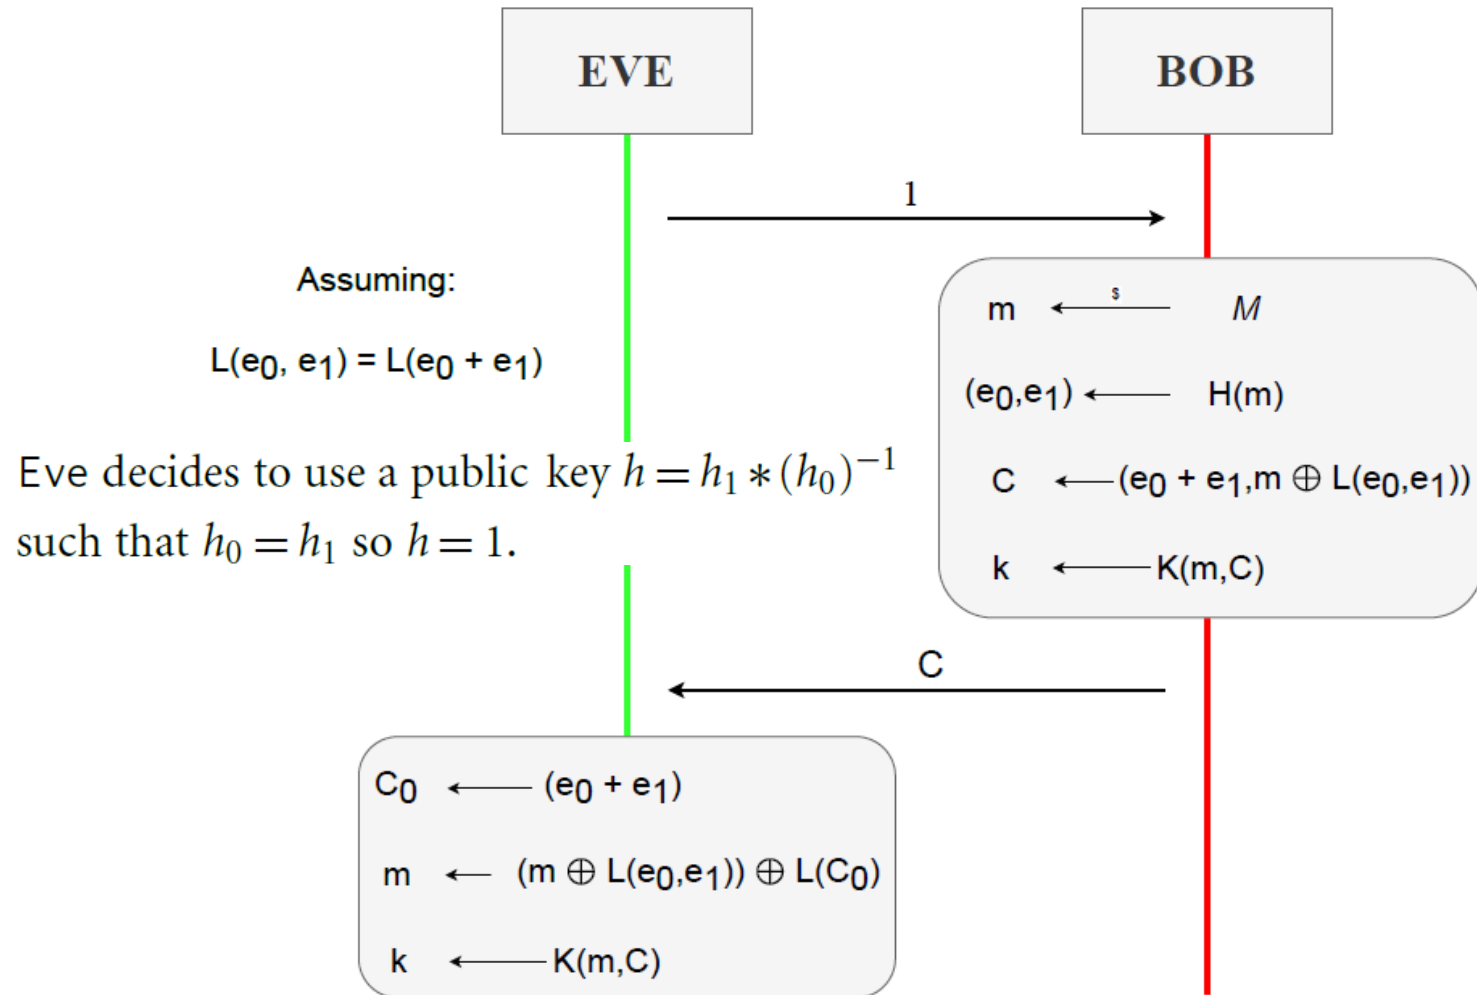 EVE
BOB
1
Assuming:
L(e₀, e₁) = L(e₀ + e₁)
Eve decides to use a public key h = h₁ * (h₀)⁻¹
such that h₀ = h₁ so h = 1.
m ←$ M
(e₀,e₁) ← H(m)
C ← (e₀ + e₁,m ⊕ L(e₀,e₁))
k ← K(m,C)
C
C₀ ← (e₀ + e₁)
m ← (m ⊕ L(e₀,e₁)) ⊕ L(C₀)
k ← K(m,C)